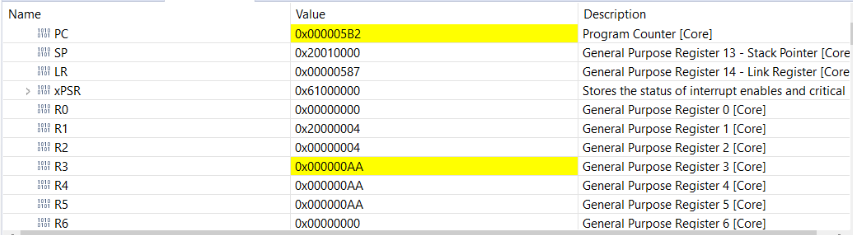 Name Value Description
PC 0x000005B2 Program Counter [Core]
SP 0x20010000 General Purpose Register 13 - Stack Pointer [Core
LR 0x00000587 General Purpose Register 14 - Link Register [Core
xPSR 0x61000000 Stores the status of interrupt enables and critical
R0 0x00000000 General Purpose Register 0 [Core]
R1 0x20000004 General Purpose Register 1 [Core]
R2 0x00000004 General Purpose Register 2 [Core]
R3 0x000000AA General Purpose Register 3 [Core]
R4 0x000000AA General Purpose Register 4 [Core]
R5 0x000000AA General Purpose Register 5 [Core]
R6 0x00000000 General Purpose Register 6 [Core]